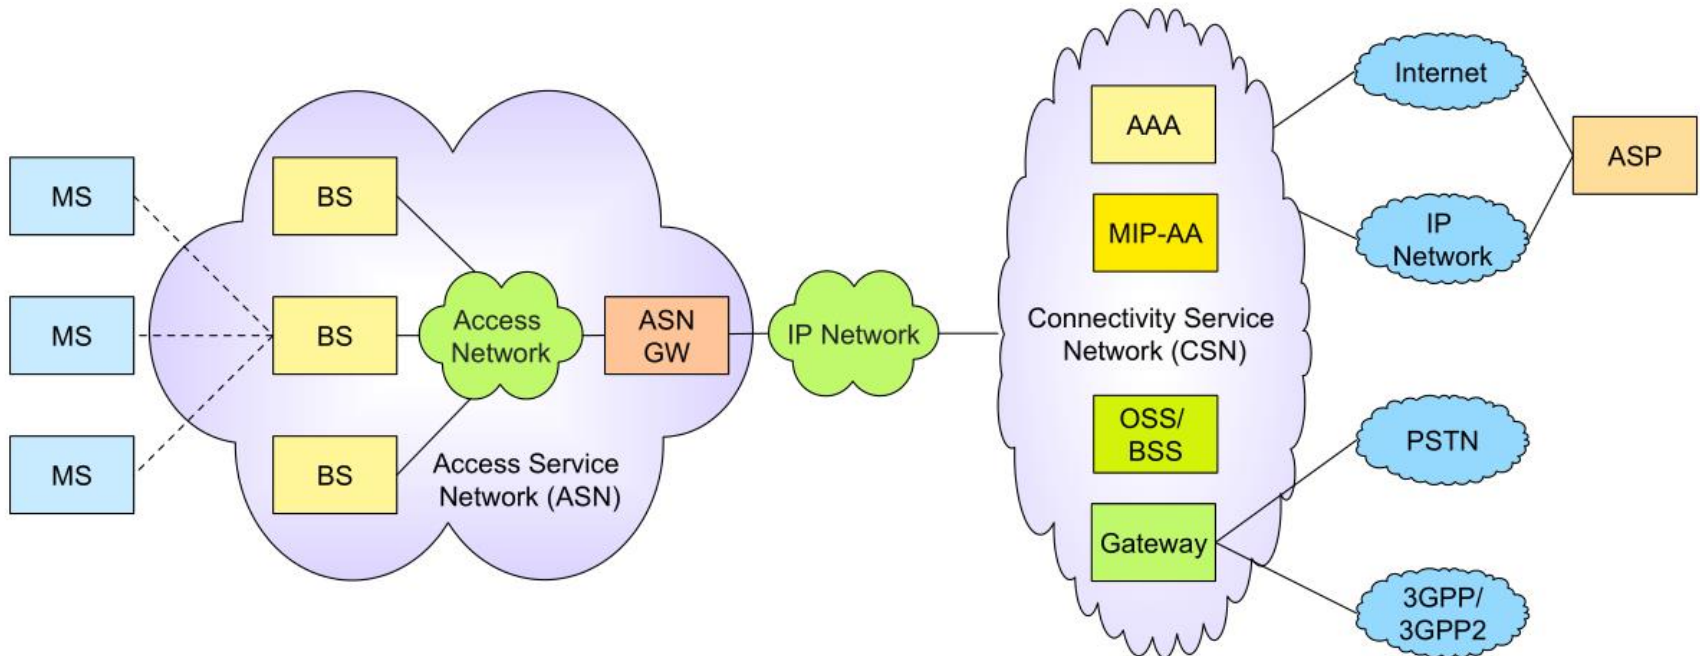 MS
MS
MS
BS
BS
BS
Access
Network
ASN
GW
Access Service
Network (ASN)
IP Network
AAA
MIP-AA
Connectivity Service
Network (CSN)
OSS/
BSS
Gateway
Internet
IP
Network
PSTN
3GPP/
3GPP2
ASP